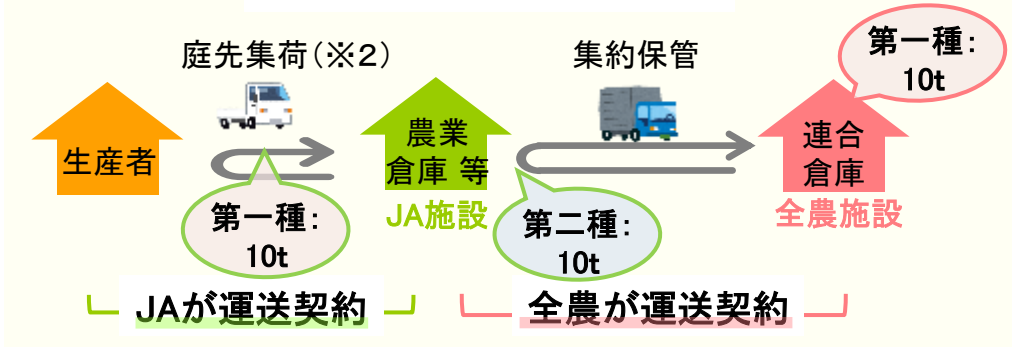 庭先集荷(※2)
集約保管
第一種:
10t
生産者
農業
倉庫 等
JA施設
連合
倉庫
全農施設
第一種:
10t
第二種:
10t
JAが運送契約
全農が運送契約